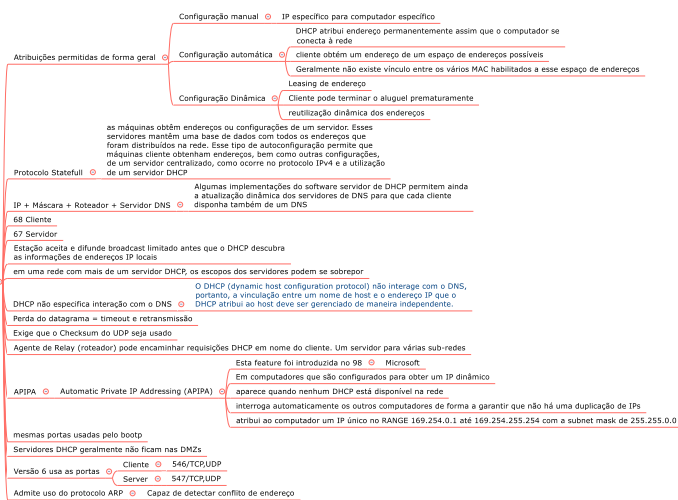 Atribuições permitidas de forma geral
Configuração manual
IP específico para computador específico
Configuração automática
DHCP atribui endereço permanentemente assim que o computador se
conecta à rede
cliente obtém um endereço de um espaço de endereços possíveis
Geralmente não existe vínculo entre os vários MAC habilitados a esse espaço de endereços
Configuração Dinâmica
Leasing de endereço
Cliente pode terminar o aluguel prematuramente
reutilização dinâmica dos endereços
Protocolo Statefull
as máquinas obtêm endereços ou configurações de um servidor. Esses
servidores mantêm uma base de dados com todos os endereços que
foram distribuídos na rede. Esse tipo de autoconfiguração permite que
máquinas cliente obtenham endereços, bem como outras configurações,
de um servidor centralizado, como ocorre no protocolo IPv4 e a utilização
de um servidor DHCP
IP + Máscara + Roteador + Servidor DNS
Algumas implementações do software servidor de DHCP permitem ainda
a atualização dinâmica dos servidores de DNS para que cada cliente
disponha também de um DNS
68 Cliente
67 Servidor
Estação aceita e difunde broadcast limitado antes que o DHCP descubra
as informações de endereços IP locais
em uma rede com mais de um servidor DHCP, os escopos dos servidores podem se sobrepor
DHCP não especifica interação com o DNS
O DHCP (dynamic host configuration protocol) não interage com o DNS,
portanto, a vinculação entre um nome de host e o endereço IP que o
DHCP atribui ao host deve ser gerenciado de maneira independente.
Perda do datagrama = timeout e retransmissão
Exige que o Checksum do UDP seja usado
Agente de Relay (roteador) pode encaminhar requisições DHCP em nome do cliente. Um servidor para várias sub-redes
APIPA
Automatic Private IP Addressing (APIPA)
Esta feature foi introduzida no 98
Microsoft
Em computadores que são configurados para obter um IP dinâmico
aparece quando nenhum DHCP está disponível na rede
interroga automaticamente os outros computadores de forma a garantir que não há uma duplicação de IPs
atribui ao computador um IP único no RANGE 169.254.0.1 até 169.254.255.254 com a subnet mask de 255.255.0.0
mesmas portas usadas pelo bootp
Servidores DHCP geralmente não ficam nas DMZs
Versão 6 usa as portas
Cliente
546/TCP,UDP
Server
547/TCP,UDP
Admite uso do protocolo ARP
Capaz de detectar conflito de endereço